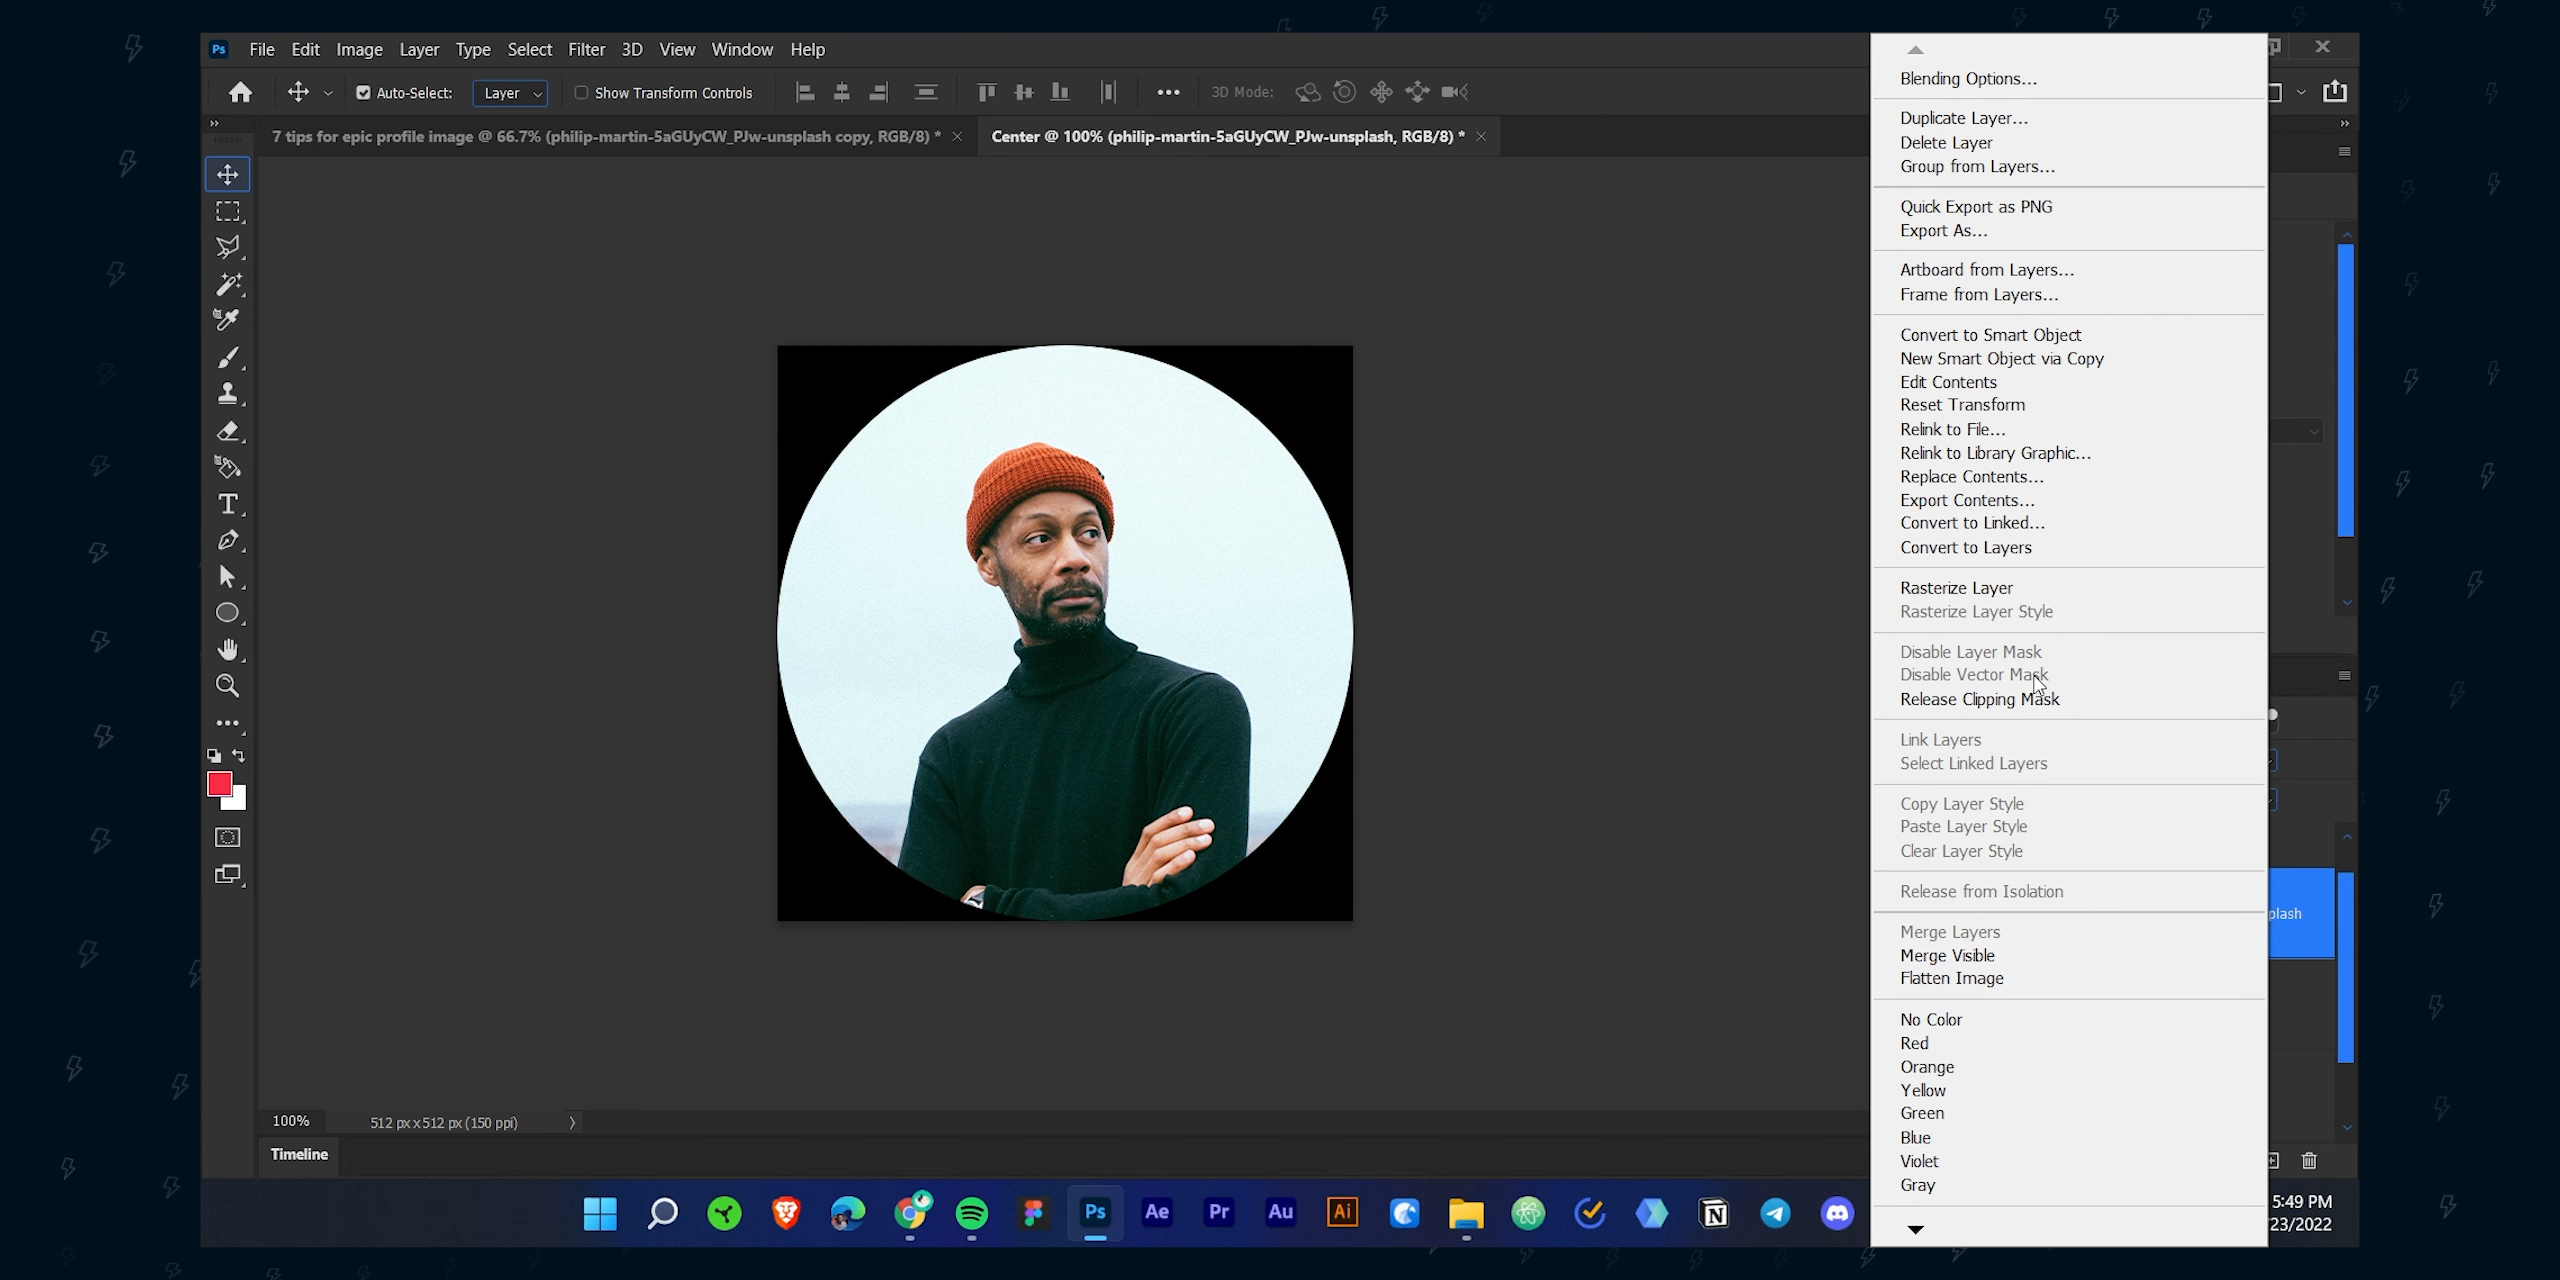 Ps File Edit Image Layer Type Select Filter 3D View Window Help
Auto-Select: Layer Show Transform Controls 3D Mode:
7 tips for epic profile image @ 66.7% (philip-martin-5aGUyCW_PJw-unsplash copy, RGB/8) *
Center @ 100% (philip-martin-5aGUyCW_PJw-unsplash, RGB/8) *
Blending Options...
Duplicate Layer...
Delete Layer
Group from Layers...
Quick Export as PNG
Export As...
Artboard from Layers...
Frame from Layers...
Convert to Smart Object
New Smart Object via Copy
Edit Contents
Reset Transform
Relink to File...
Relink to Library Graphic...
Replace Contents...
Export Contents...
Convert to Linked...
Convert to Layers
Rasterize Layer
Rasterize Layer Style
Disable Layer Mask
Disable Vector Mask
Release Clipping Mask
Link Layers
Select Linked Layers
Copy Layer Style
Paste Layer Style
Clear Layer Style
Release from Isolation
plash
Merge Layers
Merge Visible
Flatten Image
No Color
Red
Orange
Yellow
Green
Blue
Violet
Gray
100% 512 px x 512 px (150 ppi)
Timeline
Ps Ae Pr Au Ai
5:49 PM
23/2022